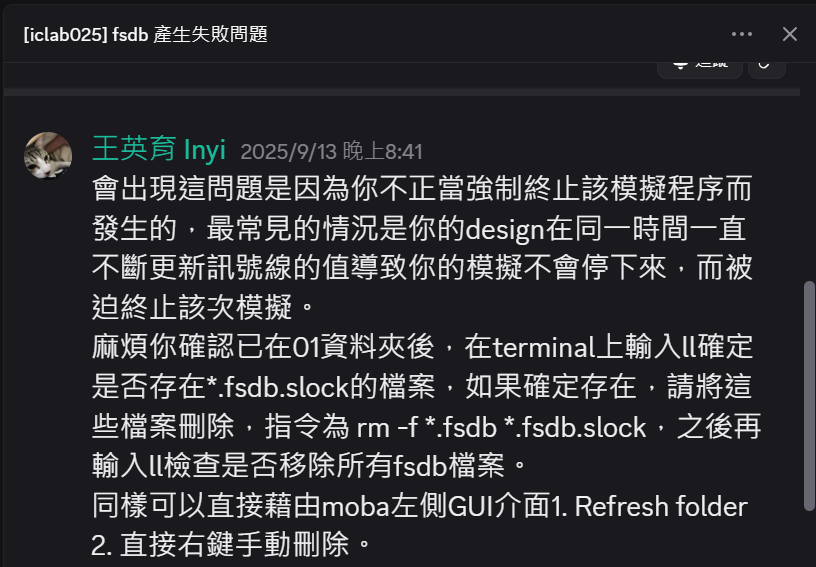 [iclab025] fsdb 產生失敗問題
追蹤
王英育 Inyi 2025/9/13 晚上8:41
會出現這問題是因為你不正當強制終止該模擬程序而
發生的，最常見的情況是你的design在同一時間一直
不斷更新訊號線的值導致你的模擬不會停下來，而被
迫終止該次模擬。
麻煩你確認已在01資料夾後，在terminal上輸入ll確定
是否存在*.fsdb.slock的檔案，如果確定存在，請將這
些檔案刪除，指令為 rm -f *.fsdb *.fsdb.slock，之後再
輸入ll檢查是否移除所有fsdb檔案。
同樣可以直接藉由moba左側GUI介面1. Refresh folder
2. 直接右鍵手動刪除。